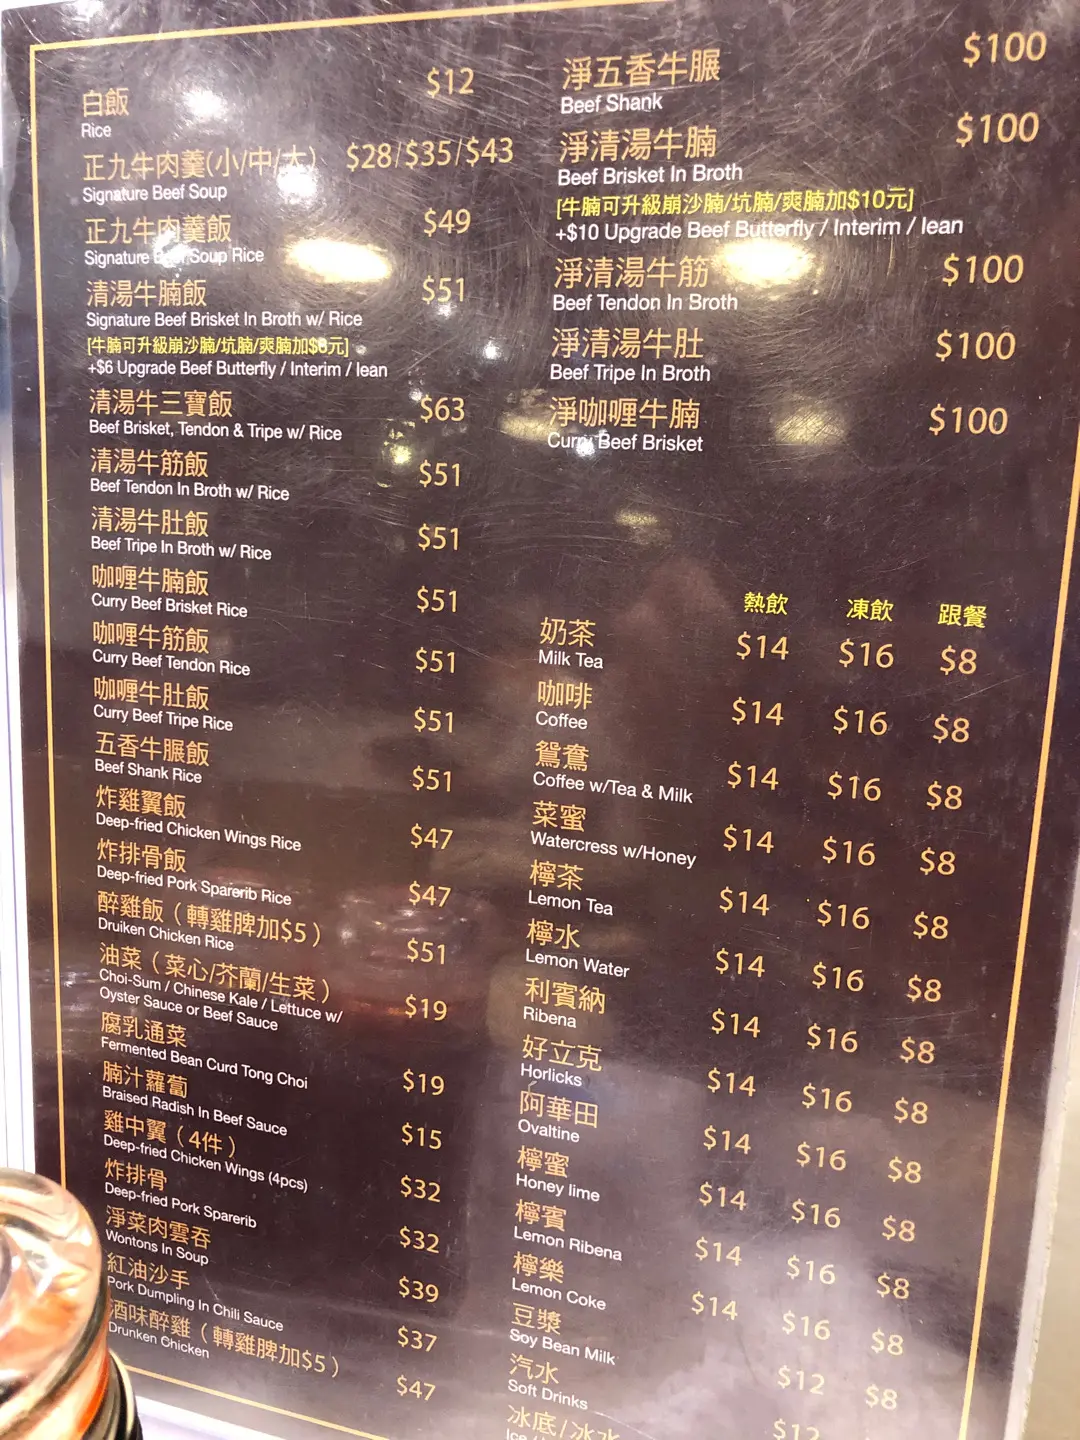 白飯 $12
Rice
正九牛肉羹(小/中/大) $28/$35/$43
Signature Beef Soup
正九牛肉羹飯 $49
Signature Beef Soup Rice
清湯牛腩飯 $51
Signature Beef Brisket In Broth w/ Rice
[牛腩可升級崩沙腩/坑腩/爽腩加$6元]
+$6 Upgrade Beef Butterfly / Interim / lean
清湯牛三寶飯 $63
Beef Brisket, Tendon & Tripe w/ Rice
清湯牛筋飯 $51
Beef Tendon In Broth w/ Rice
清湯牛肚飯 $51
Beef Tripe In Broth w/ Rice
咖喱牛腩飯 $51
Curry Beef Brisket Rice
咖喱牛筋飯 $51
Curry Beef Tendon Rice
咖喱牛肚飯 $51
Curry Beef Tripe Rice
五香牛𦟌飯 $51
Beef Shank Rice
炸雞翼飯 $47
Deep-fried Chicken Wings Rice
炸排骨飯 $47
Deep-fried Pork Sparerib Rice
醉雞飯（轉雞脾加$5） $51
Druiken Chicken Rice
油菜（菜心/芥蘭/生菜） $19
Choi-Sum / Chinese Kale / Lettuce w/
Oyster Sauce or Beef Sauce
腐乳通菜 $19
Fermented Bean Curd Tong Choi
腩汁蘿蔔 $15
Braised Radish In Beef Sauce
雞中翼（4件） $32
Deep-fried Chicken Wings (4pcs)
炸排骨 $32
Deep-fried Pork Sparerib
淨菜肉雲吞 $39
Wontons In Soup
紅油沙手 $37
Pork Dumpling In Chili Sauce
酒味醉雞（轉雞脾加$5） $47
Drunken Chicken
淨五香牛𦟌 $100
Beef Shank
淨清湯牛腩 $100
Beef Brisket In Broth
[牛腩可升級崩沙腩/坑腩/爽腩加$10元]
+$10 Upgrade Beef Butterfly / Interim / lean
淨清湯牛筋 $100
Beef Tendon In Broth
淨清湯牛肚 $100
Beef Tripe In Broth
淨咖喱牛腩 $100
Curry Beef Brisket
熱飲 凍飲 跟餐
奶茶 $14 $16 $8
Milk Tea
咖啡 $14 $16 $8
Coffee
鴛鴦 $14 $16 $8
Coffee w/Tea & Milk
菜蜜 $14 $16 $8
Watercress w/Honey
檸茶 $14 $16 $8
Lemon Tea
檸水 $14 $16 $8
Lemon Water
利賓納 $14 $16 $8
Ribena
好立克 $14 $16 $8
Horlicks
阿華田 $14 $16 $8
Ovaltine
檸蜜 $14 $16 $8
Honey lime
檸賓 $14 $16 $8
Lemon Ribena
檸樂 $14 $16 $8
Lemon Coke
豆漿 $12 $8
Soy Bean Milk
汽水 $12
Soft Drinks
冰底/冰水
Ice